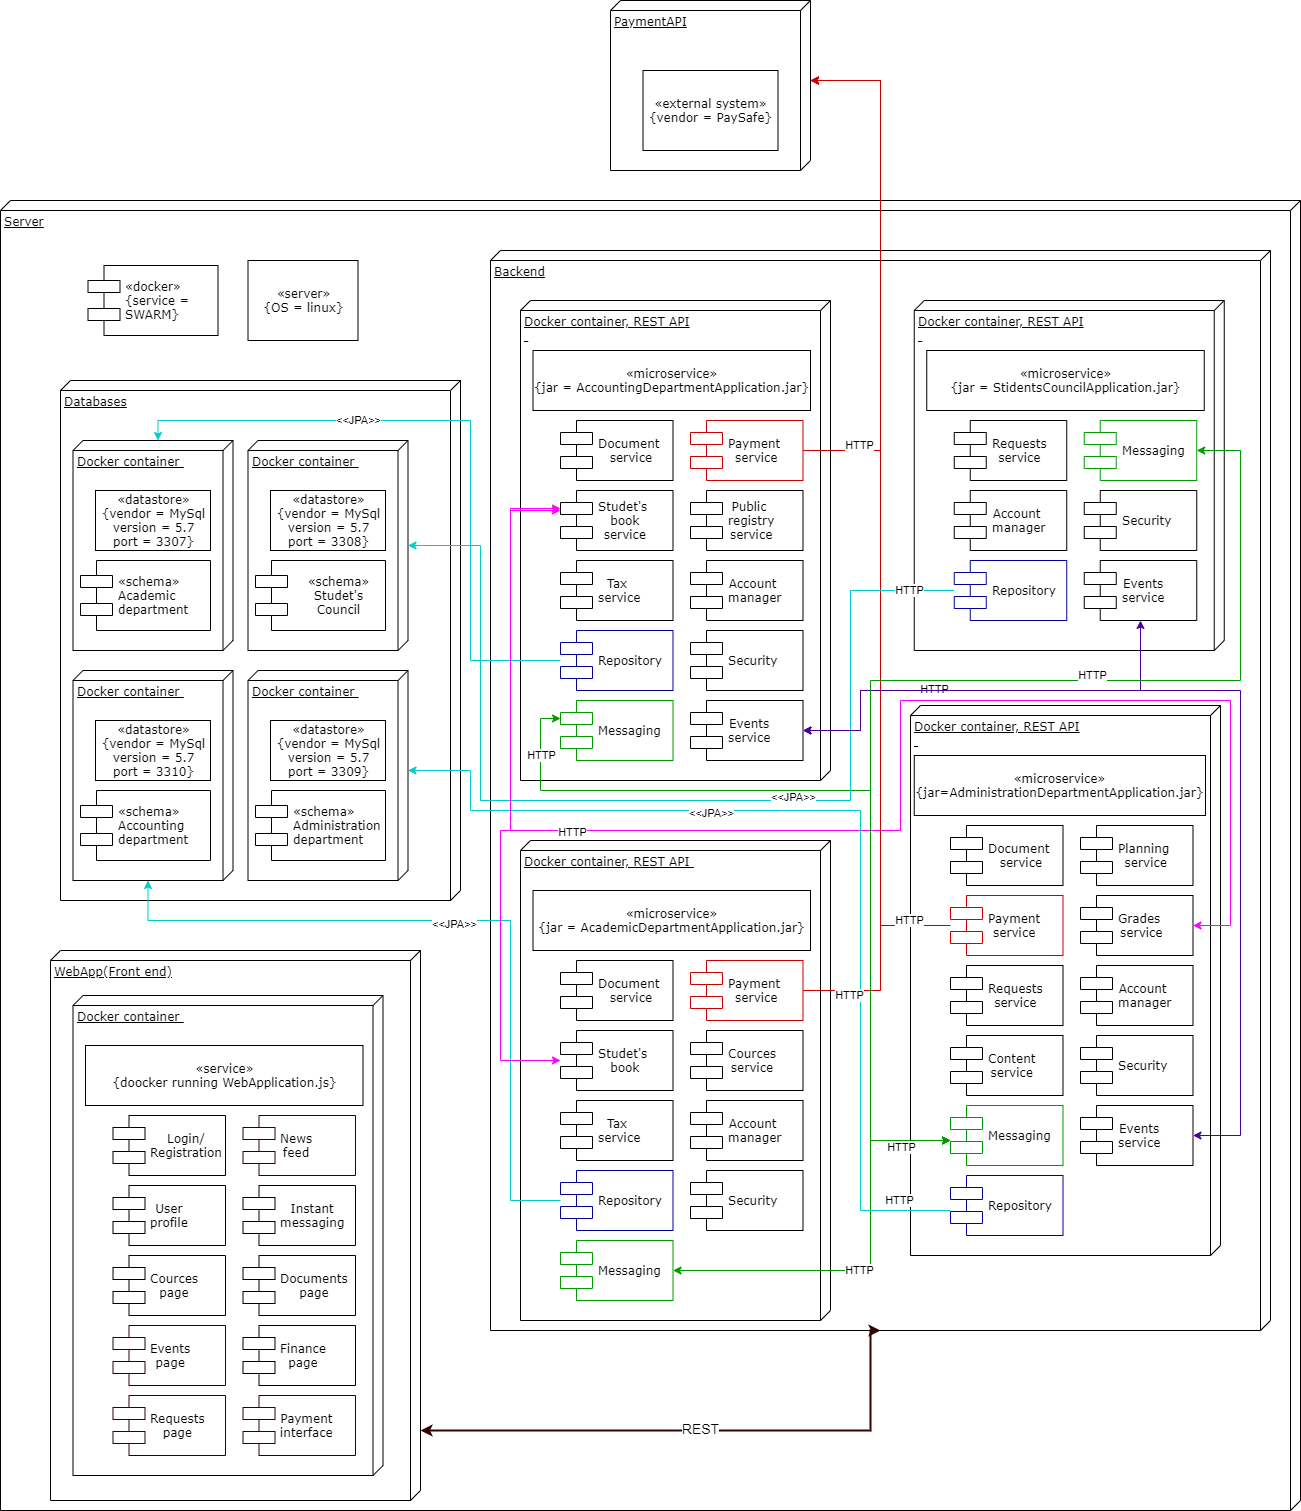 PaymentAPI
«external system»
{vendor = PaySafe}
Server
«docker»
{service =
SWARM}
«server»
{OS = linux}
Databases
<<JPA>>
Docker container
«datastore»
{vendor = MySql
version = 5.7
port = 3307}
«schema»
Academic
department
Docker container
«datastore»
{vendor = MySql
version = 5.7
port = 3308}
«schema»
Studet's
Council
Docker container
«datastore»
{vendor = MySql
version = 5.7
port = 3310}
«schema»
Accounting
department
Docker container
«datastore»
{vendor = MySql
version = 5.7
port = 3309}
«schema»
Administration
department
<<JPA>>
WebApp(Front end)
Docker container
«service»
{doocker running WebApplication.js}
Login/
Registration
News
feed
User
profile
Instant
messaging
Cources
page
Documents
page
Events
page
Finance
page
Requests
page
Payment
interface
REST
Backend
Docker container, REST API
«microservice»
{jar = AccountingDepartmentApplication.jar}
Document
service
Payment
service
HTTP
Studet's
book
service
Public
registry
service
Tax
service
Account
manager
Repository
Security
Messaging
Events
service
HTTP
<<JPA>>
<<JPA>>
HTTP
Docker container, REST API
«microservice»
{jar = StidentsCouncilApplication.jar}
Requests
service
Messaging
Account
manager
Security
HTTP
Repository
Events
service
HTTP
HTTP
Docker container, REST API
«microservice»
{jar = AcademicDepartmentApplication.jar}
Document
service
Payment
service
HTTP
Studet's
book
Cources
service
Tax
service
Account
manager
Repository
Security
Messaging
HTTP
Docker container, REST API
«microservice»
{jar=AdministrationDepartmentApplication.jar}
Document
service
Planning
service
HTTP
Payment
service
Grades
service
Requests
service
Account
manager
Content
service
Security
HTTP
Messaging
Events
service
HTTP
Repository